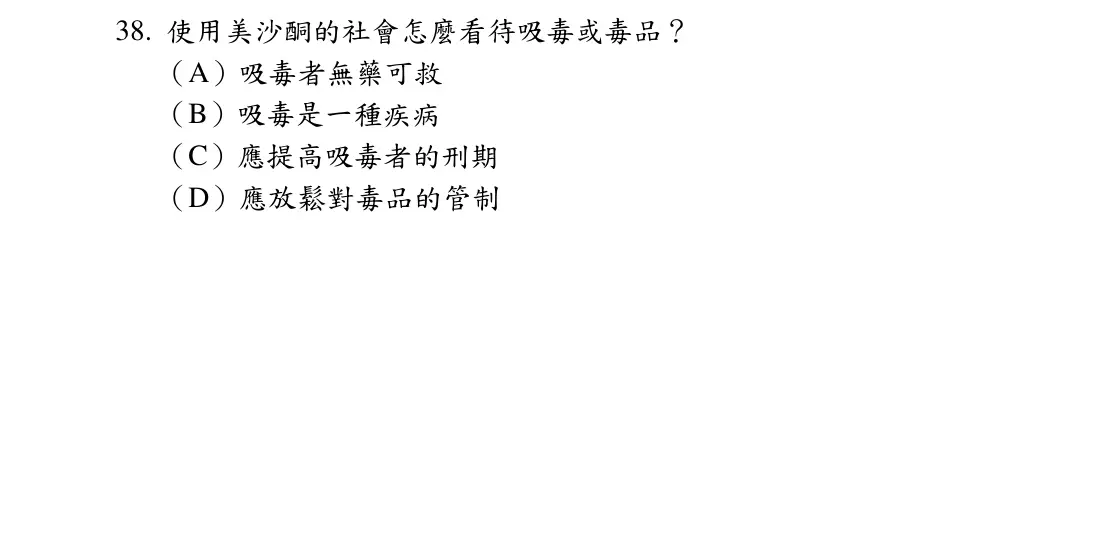 38. 使用美沙酮的社會怎麼看待吸毒或毒品？
（A）吸毒者無藥可救
（B）吸毒是一種疾病
（C）應提高吸毒者的刑期
（D）應放鬆對毒品的管制